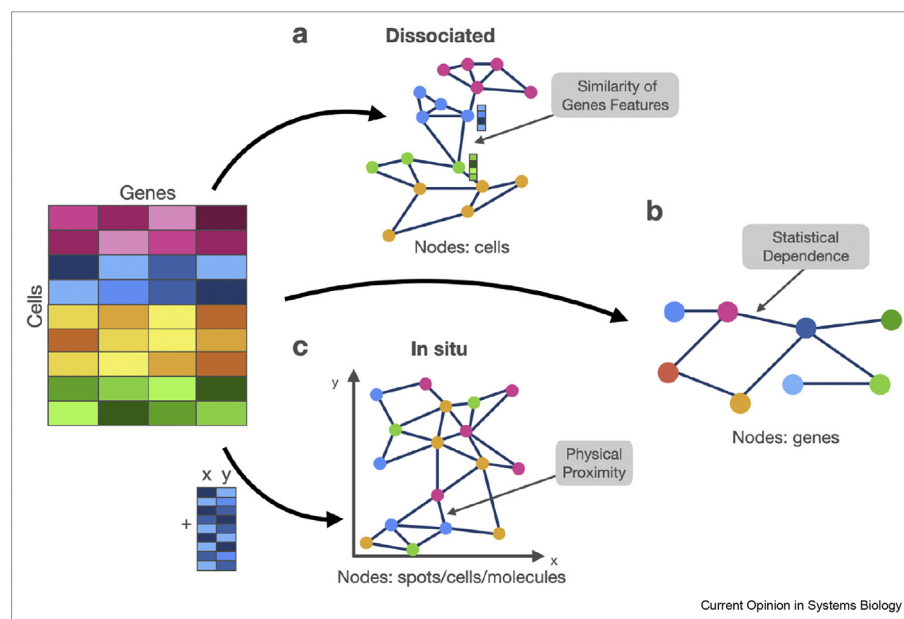 a
Dissociated
Similarity of
Genes Features
Nodes: cells
Genes
Cells
b
Statistical
Dependence
Nodes: genes
c
In situ
y
Physical
Proximity
x
Nodes: spots/cells/molecules
x y
+
Current Opinion in Systems Biology